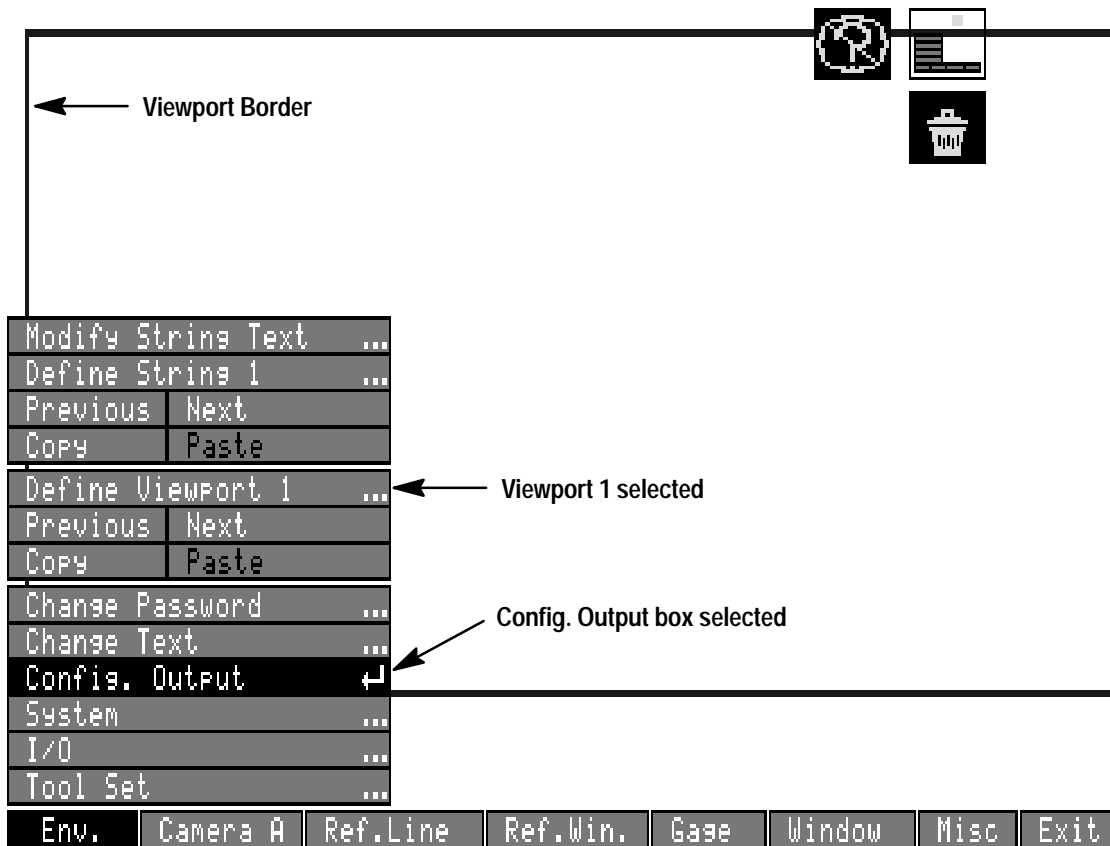 Viewport Border
Modify String Text ...
Define String 1 ...
Previous Next
Copy Paste
Define Viewport 1 ...
Viewport 1 selected
Previous Next
Copy Paste
Change Password ...
Config. Output box selected
Change Text ...
Config. Output ↵
System ...
I/O ...
Tool Set ...
Env. Camera A Ref.Line Ref.Win. Gage Window Misc Exit